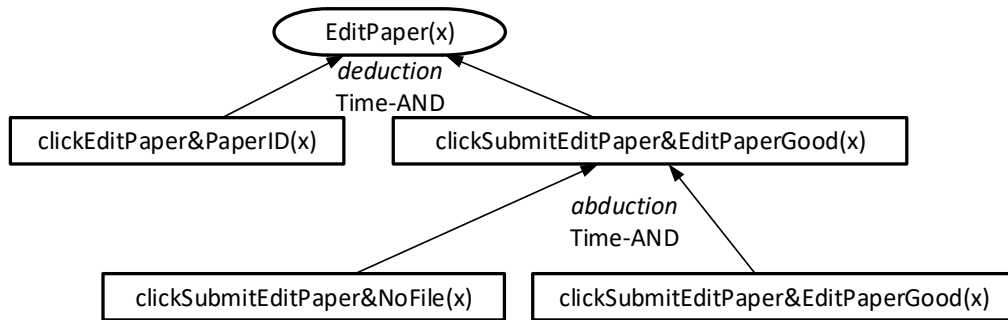 EditPaper(x)
deduction
Time-AND
clickEditPaper&PaperID(x)
clickSubmitEditPaper&EditPaperGood(x)
abduction
Time-AND
clickSubmitEditPaper&NoFile(x)
clickSubmitEditPaper&EditPaperGood(x)